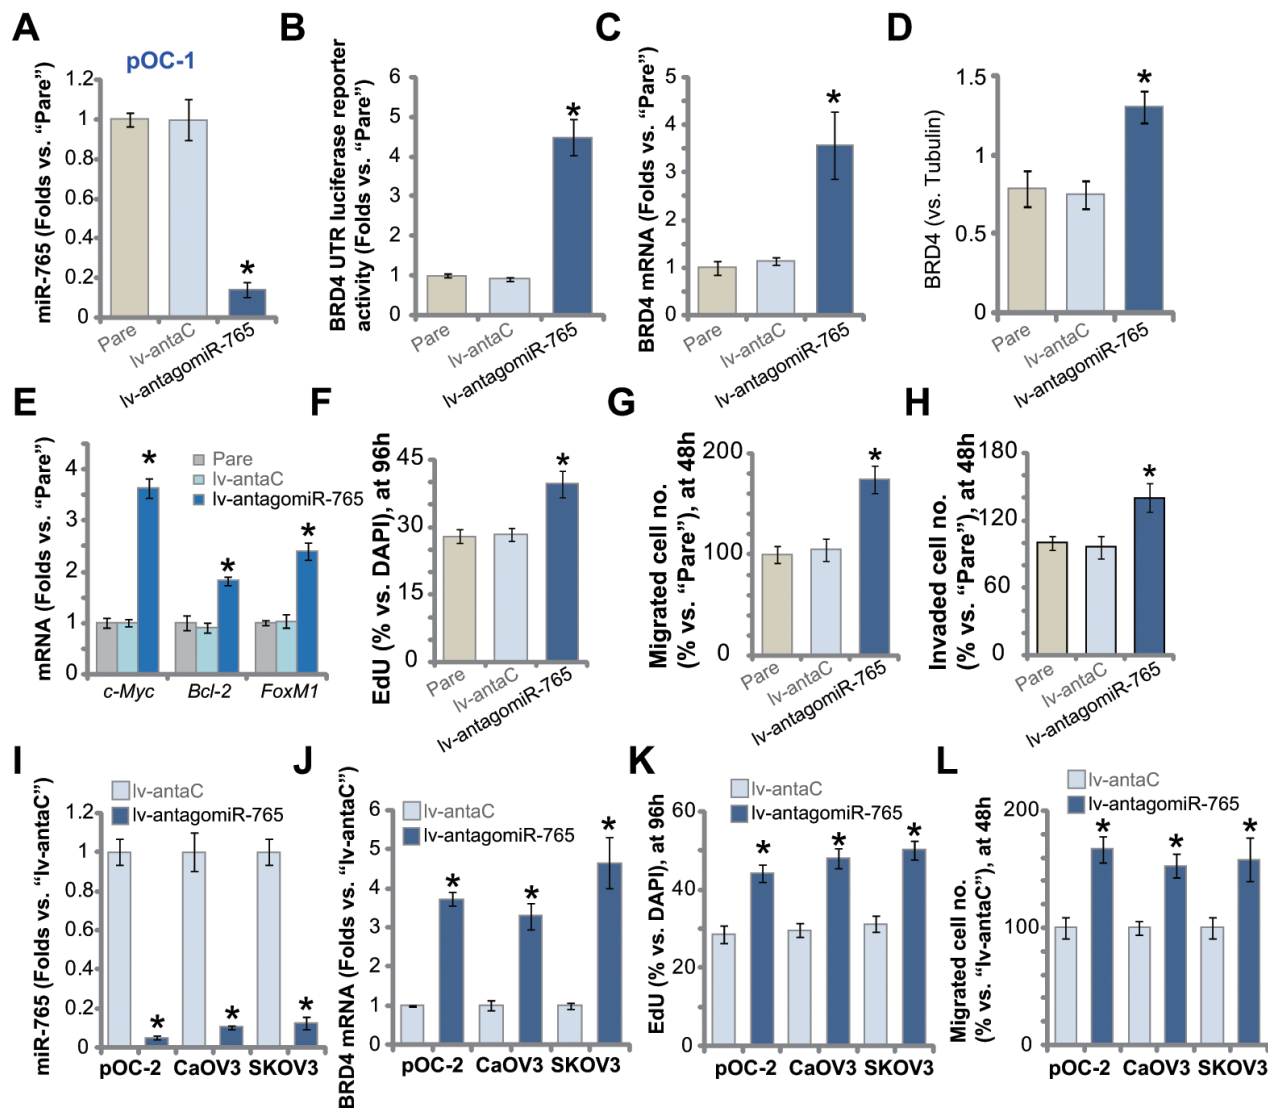 A
pOC-1
miR-765 (Folds vs. “Pare”)
1.2
1
0.8
0.6
0.4
0.2
0
*
Pare
lv-antaC
lv-antagomiR-765
B
BRD4 UTR luciferase reporter
activity (Folds vs. “Pare”)
6
5
4
3
2
1
0
*
Pare
lv-antaC
lv-antagomiR-765
C
BRD4 mRNA (Folds vs. “Pare”)
5
4
3
2
1
0
*
Pare
lv-antaC
lv-antagomiR-765
D
BRD4 (vs. Tubulin)
1.5
1
0.5
0
*
Pare
lv-antaC
lv-antagomiR-765
E
mRNA (Folds vs. “Pare”)
4
3
2
1
0
Pare
lv-antaC
lv-antagomiR-765
* * *
c-Myc Bcl-2 FoxM1
F
EdU (% vs. DAPI), at 96h
45
30
15
0
*
Pare
lv-antaC
lv-antagomiR-765
G
Migrated cell no.
(% vs. “Pare”), at 48h
200
100
0
*
Pare
lv-antaC
lv-antagomiR-765
H
Invaded cell no.
(% vs. “Pare”), at 48h
180
120
60
0
*
Pare
lv-antaC
lv-antagomiR-765
I
miR-765 (Folds vs. “lv-antaC”)
lv-antaC
lv-antagomiR-765
1.2
1
0.8
0.6
0.4
0.2
0
* * *
pOC-2 CaOV3 SKOV3
J
BRD4 mRNA (Folds vs. “lv-antaC”)
lv-antaC
lv-antagomiR-765
6
5
4
3
2
1
0
* * *
pOC-2 CaOV3 SKOV3
K
EdU (% vs. DAPI), at 96h
lv-antaC
lv-antagomiR-765
60
40
20
0
* * *
pOC-2 CaOV3 SKOV3
L
Migrated cell no.
(% vs. “lv-antaC”), at 48h
lv-antaC
lv-antagomiR-765
200
100
0
* * *
pOC-2 CaOV3 SKOV3